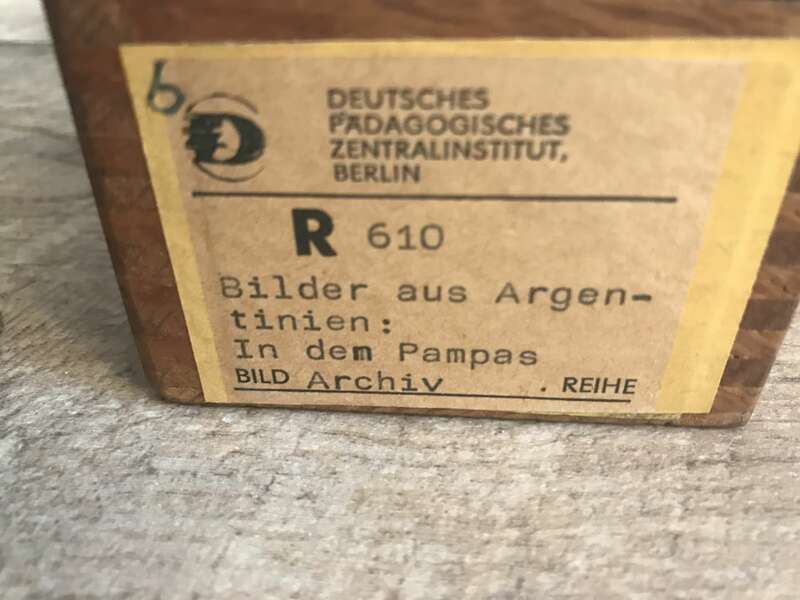 6
DEUTSCHES
PÄDAGOGISCHES
ZENTRALINSTITUT,
BERLIN
R 610
Bilder aus Argen-
tinien:
In dem Pampas
BILD Archiv . REIHE